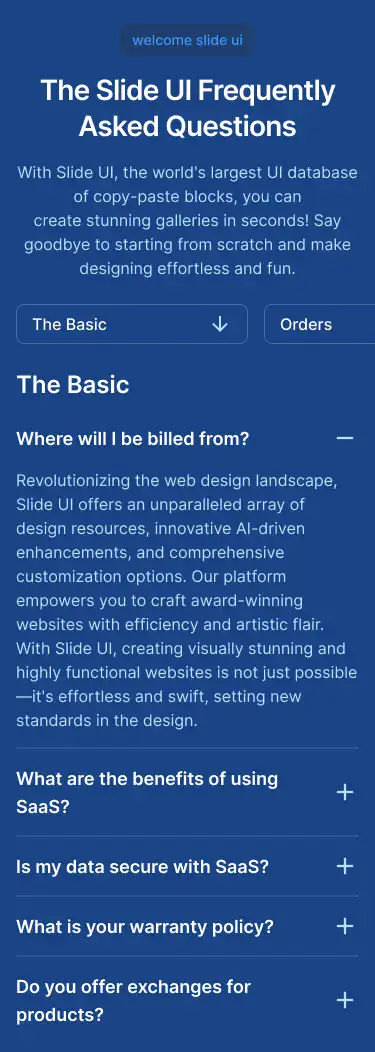 welcome slide ui
The Slide UI Frequently
Asked Questions
With Slide UI, the world's largest UI database
of copy-paste blocks, you can
create stunning galleries in seconds! Say
goodbye to starting from scratch and make
designing effortless and fun.
The Basic
Orders
The Basic
Where will I be billed from?
Revolutionizing the web design landscape,
Slide UI offers an unparalleled array of
design resources, innovative AI-driven
enhancements, and comprehensive
customization options. Our platform
empowers you to craft award-winning
websites with efficiency and artistic flair.
With Slide UI, creating visually stunning and
highly functional websites is not just possible
—it's effortless and swift, setting new
standards in the design.
What are the benefits of using
SaaS?
Is my data secure with SaaS?
What is your warranty policy?
Do you offer exchanges for
products?